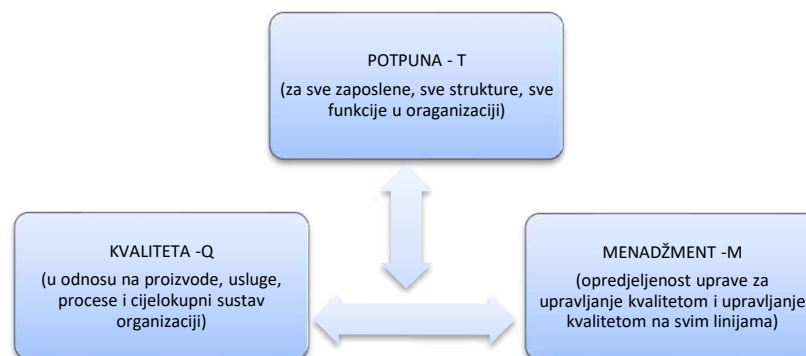 POTPUNA - T
(za sve zaposlene, sve strukture, sve
funkcije u oraganizaciji)
KVALITETA -Q
(u odnosu na proizvode, usluge,
procese i cijelokupni sustav
organizaciji)
MENADŽMENT -M
(opredjeljenost uprave za
upravljanje kvalitetom i upravljanje
kvalitetom na svim linijama)